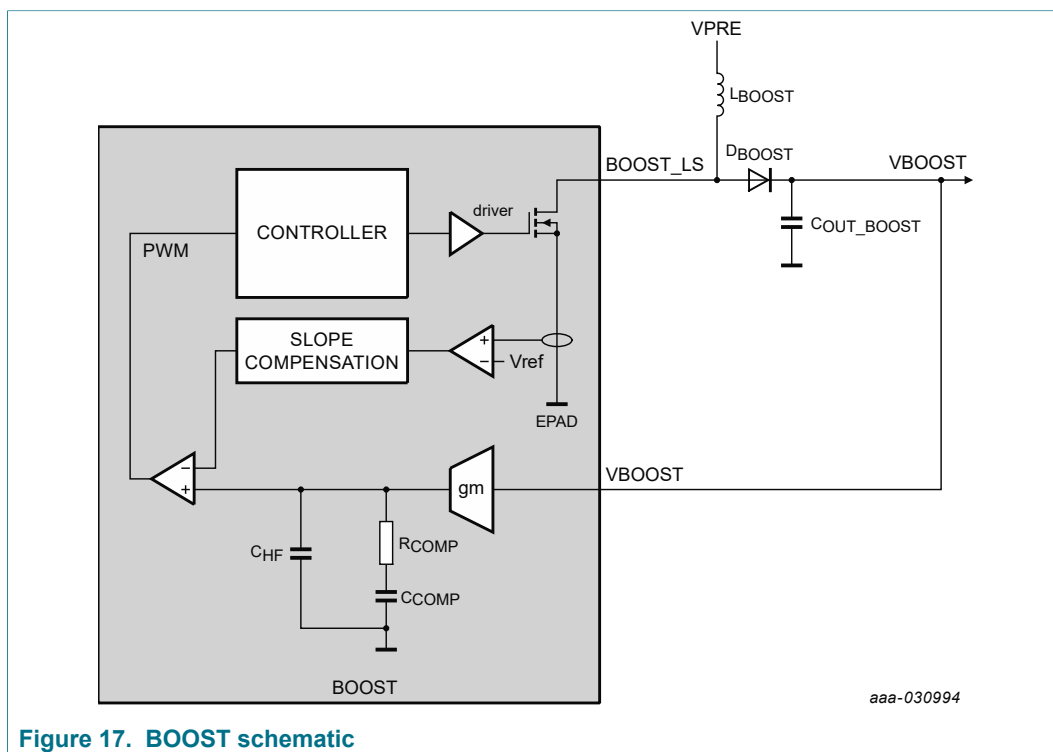 VPRE
LBOOST
DBOOST
BOOST_LS
VBOOST
driver
CONTROLLER
COUT_BOOST
PWM
SLOPE
COMPENSATION
+
−
Vref
EPAD
−
+
gm
VBOOST
CHF
RCOMP
CCOMP
BOOST
aaa-030994
Figure 17. BOOST schematic